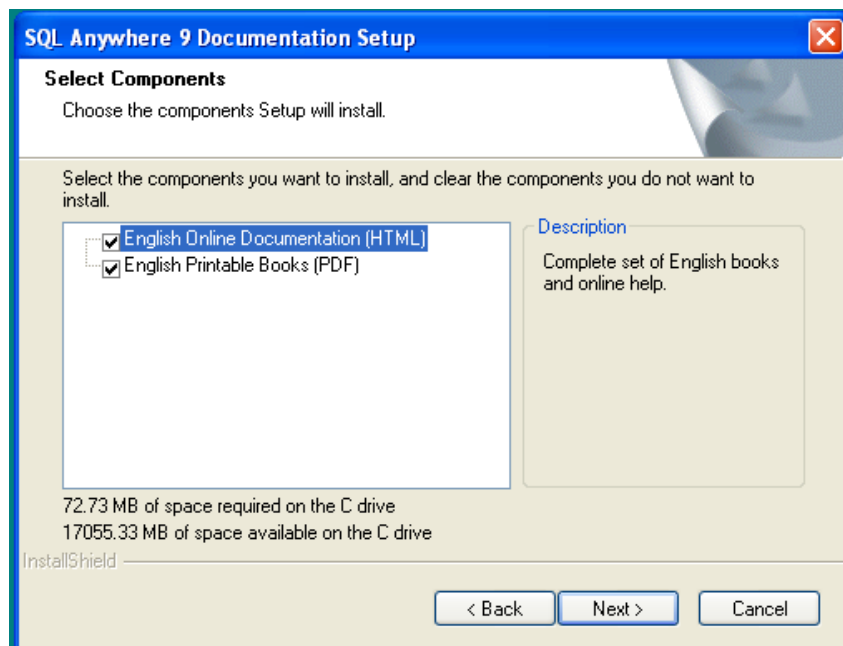 SQL Anywhere 9 Documentation Setup
Select Components
Choose the components Setup will install.
Select the components you want to install, and clear the components you do not want to
install.
English Online Documentation (HTML)
English Printable Books (PDF)
Description
Complete set of English books
and online help.
72.73 MB of space required on the C drive
17055.33 MB of space available on the C drive
InstallShield
< Back
Next >
Cancel